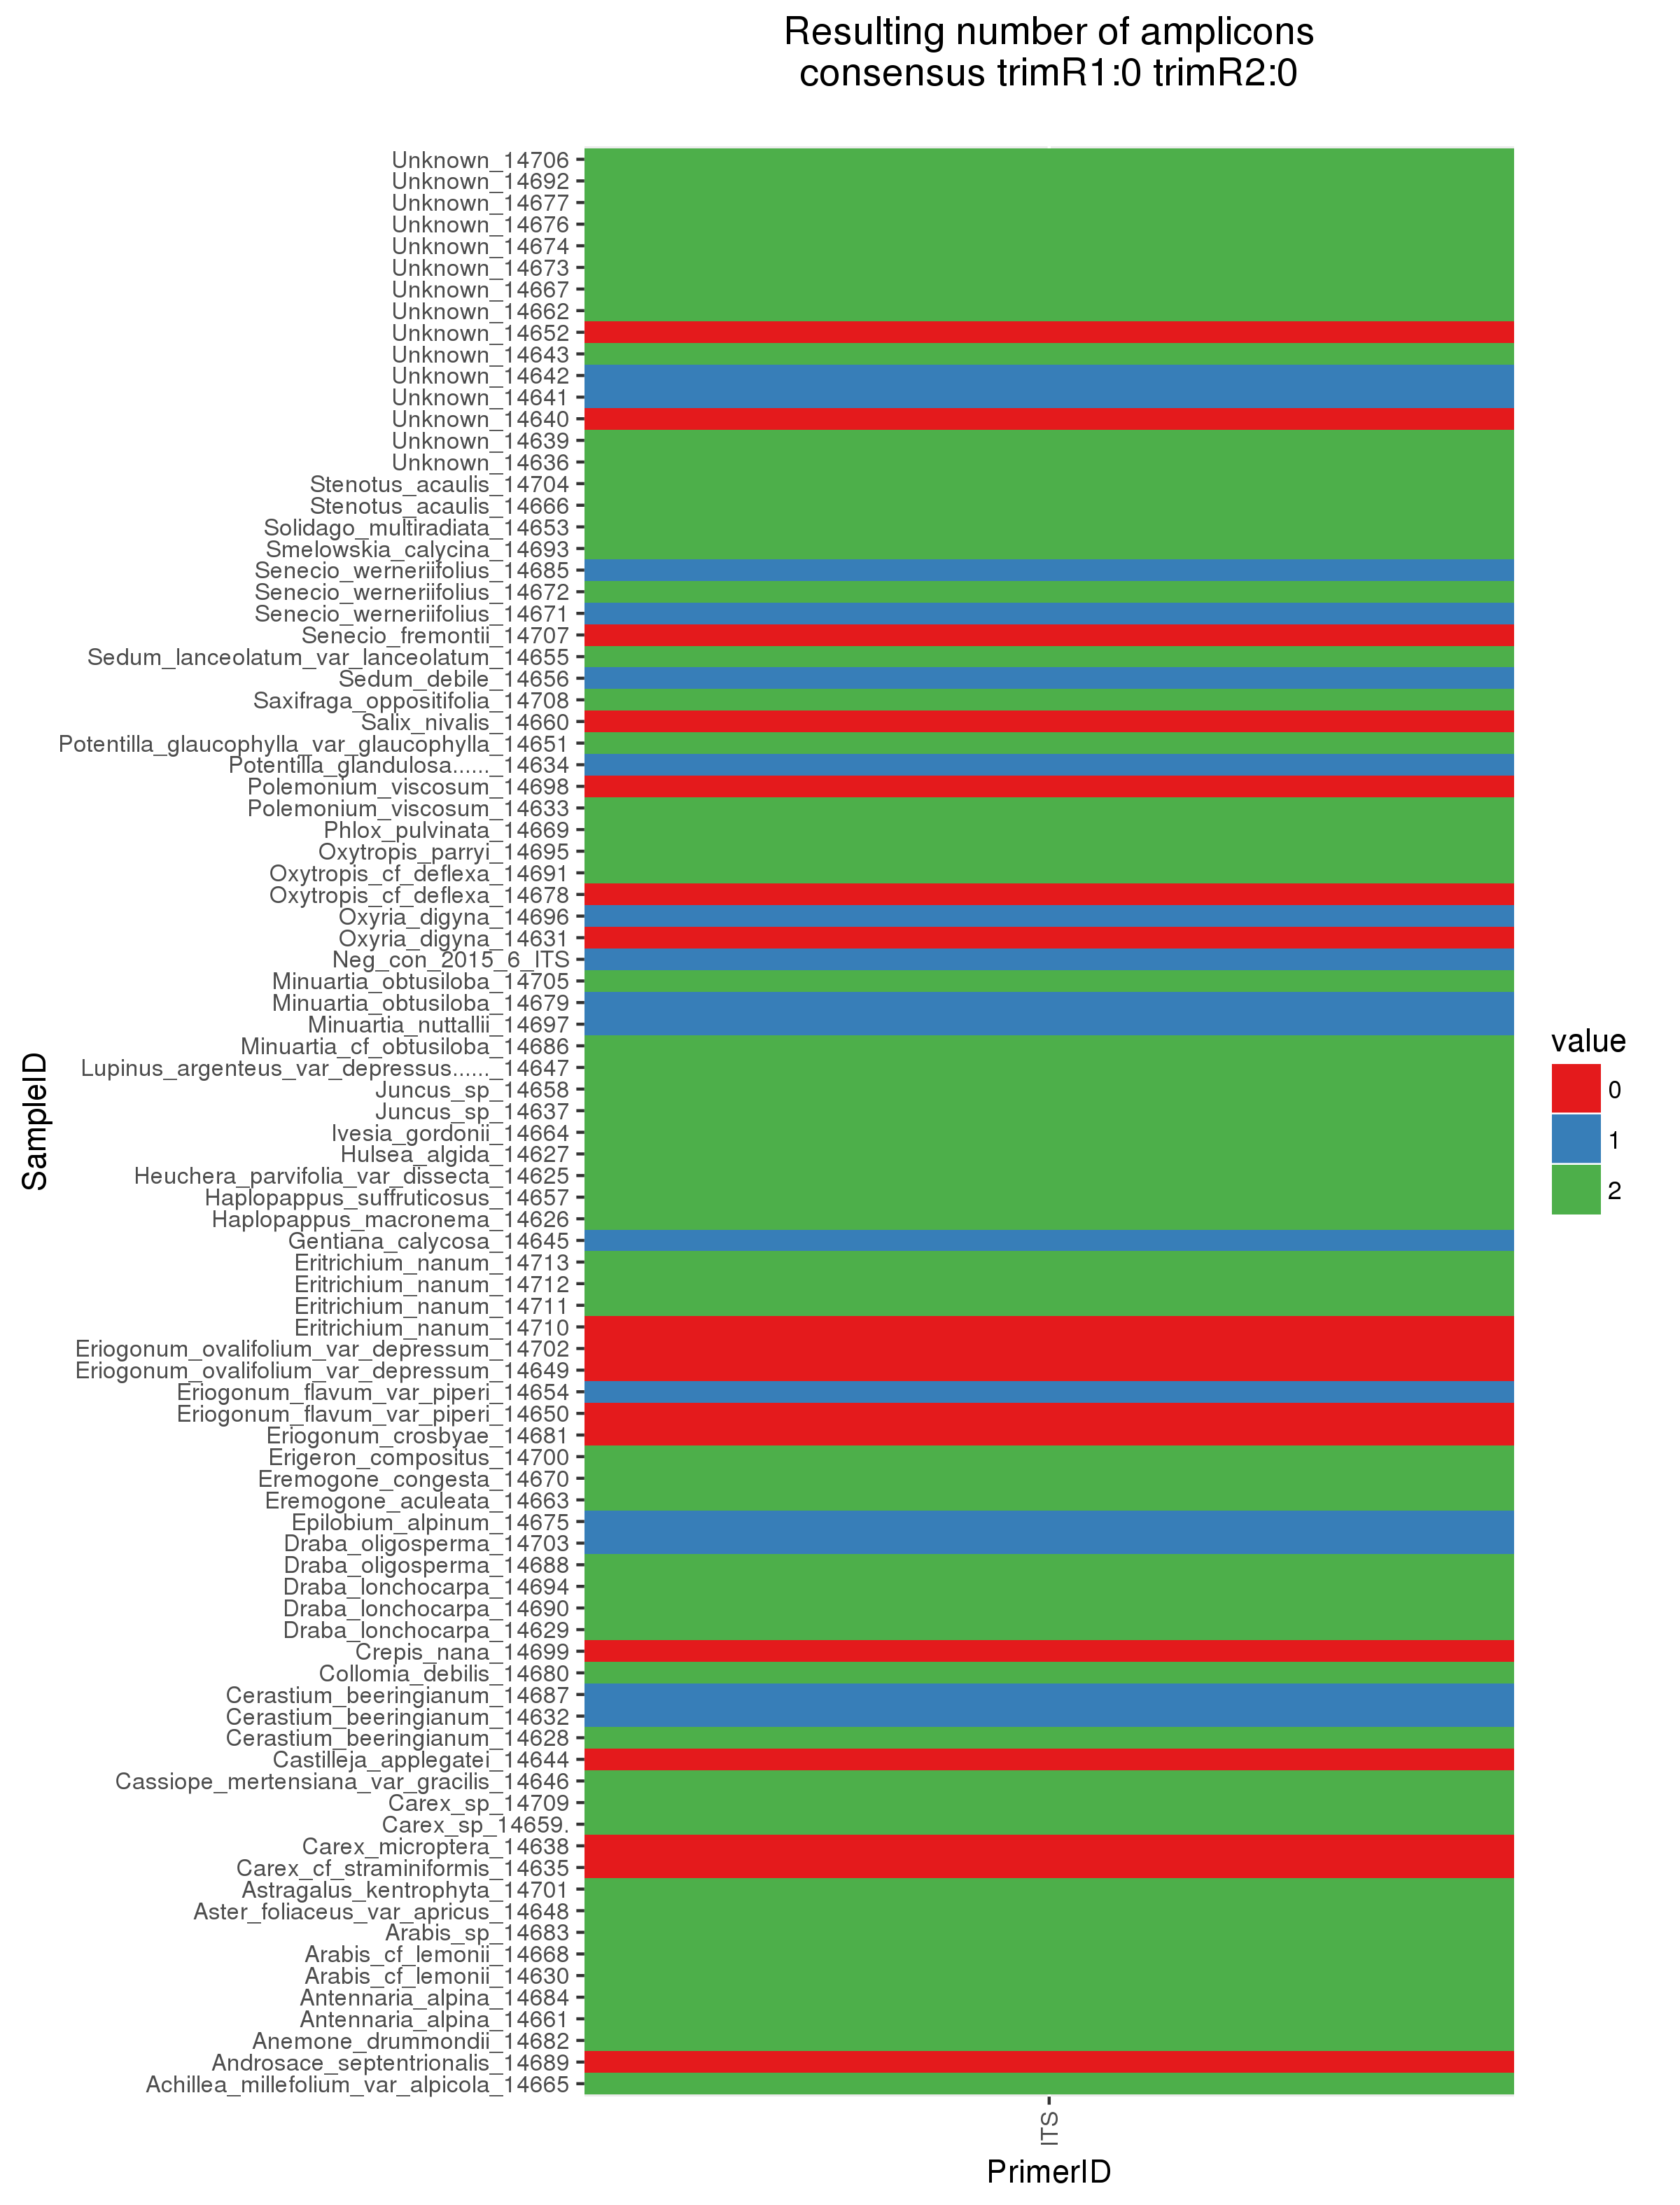 Resulting number of amplicons
consensus trimR1:0 trimR2:0
Unknown_14706
Unknown_14692
Unknown_14677
Unknown_14676
Unknown_14674
Unknown_14673
Unknown_14667
Unknown_14662
Unknown_14652
Unknown_14643
Unknown_14642
Unknown_14641
Unknown_14640
Unknown_14639
Unknown_14636
Stenotus_acaulis_14704
Stenotus_acaulis_14666
Solidago_multiradiata_14653
Smelowskia_calycina_14693
Senecio_werneriifolius_14685
Senecio_werneriifolius_14672
Senecio_werneriifolius_14671
Senecio_fremontii_14707
Sedum_lanceolatum_var_lanceolatum_14655
Sedum_debile_14656
Saxifraga_oppositifolia_14708
Salix_nivalis_14660
Potentilla_glaucophylla_var_glaucophylla_14651
Potentilla_glandulosa......_14634
Polemonium_viscosum_14698
Polemonium_viscosum_14633
Phlox_pulvinata_14669
Oxytropis_parryi_14695
Oxytropis_cf_deflexa_14691
Oxytropis_cf_deflexa_14678
Oxyria_digyna_14696
Oxyria_digyna_14631
Neg_con_2015_6_ITS
Minuartia_obtusiloba_14705
Minuartia_obtusiloba_14679
Minuartia_nuttallii_14697
Minuartia_cf_obtusiloba_14686
Lupinus_argenteus_var_depressus......_14647
Juncus_sp_14658
Juncus_sp_14637
Ivesia_gordonii_14664
Hulsea_algida_14627
Heuchera_parvifolia_var_dissecta_14625
Haplopappus_suffruticosus_14657
Haplopappus_macronema_14626
Gentiana_calycosa_14645
Eritrichium_nanum_14713
Eritrichium_nanum_14712
Eritrichium_nanum_14711
Eritrichium_nanum_14710
Eriogonum_ovalifolium_var_depressum_14702
Eriogonum_ovalifolium_var_depressum_14649
Eriogonum_flavum_var_piperi_14654
Eriogonum_flavum_var_piperi_14650
Eriogonum_crosbyae_14681
Erigeron_compositus_14700
Eremogone_congesta_14670
Eremogone_aculeata_14663
Epilobium_alpinum_14675
Draba_oligosperma_14703
Draba_oligosperma_14688
Draba_lonchocarpa_14694
Draba_lonchocarpa_14690
Draba_lonchocarpa_14629
Crepis_nana_14699
Collomia_debilis_14680
Cerastium_beeringianum_14687
Cerastium_beeringianum_14632
Cerastium_beeringianum_14628
Castilleja_applegatei_14644
Cassiope_mertensiana_var_gracilis_14646
Carex_sp_14709
Carex_sp_14659.
Carex_microptera_14638
Carex_cf_straminiformis_14635
Astragalus_kentrophyta_14701
Aster_foliaceus_var_apricus_14648
Arabis_sp_14683
Arabis_cf_lemonii_14668
Arabis_cf_lemonii_14630
Antennaria_alpina_14684
Antennaria_alpina_14661
Anemone_drummondii_14682
Androsace_septentrionalis_14689
Achillea_millefolium_var_alpicola_14665
SampleID
ITS
PrimerID
value
0
1
2